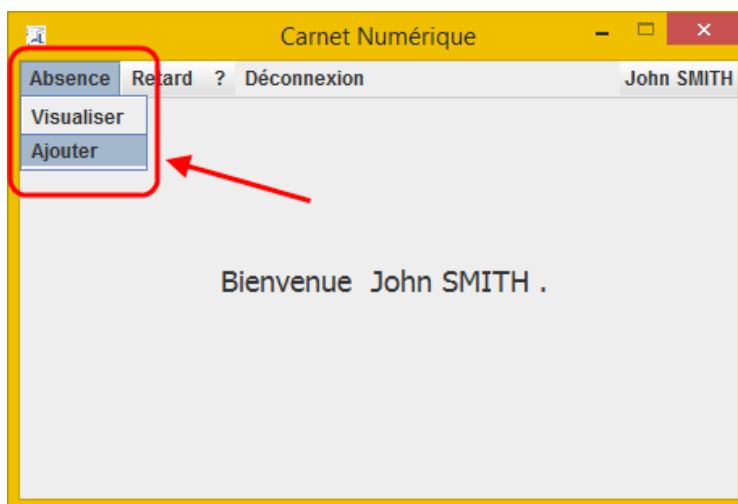 Carnet Numérique
Absence Retard ? Déconnexion John SMITH
Visualiser
Ajouter
Bienvenue John SMITH .